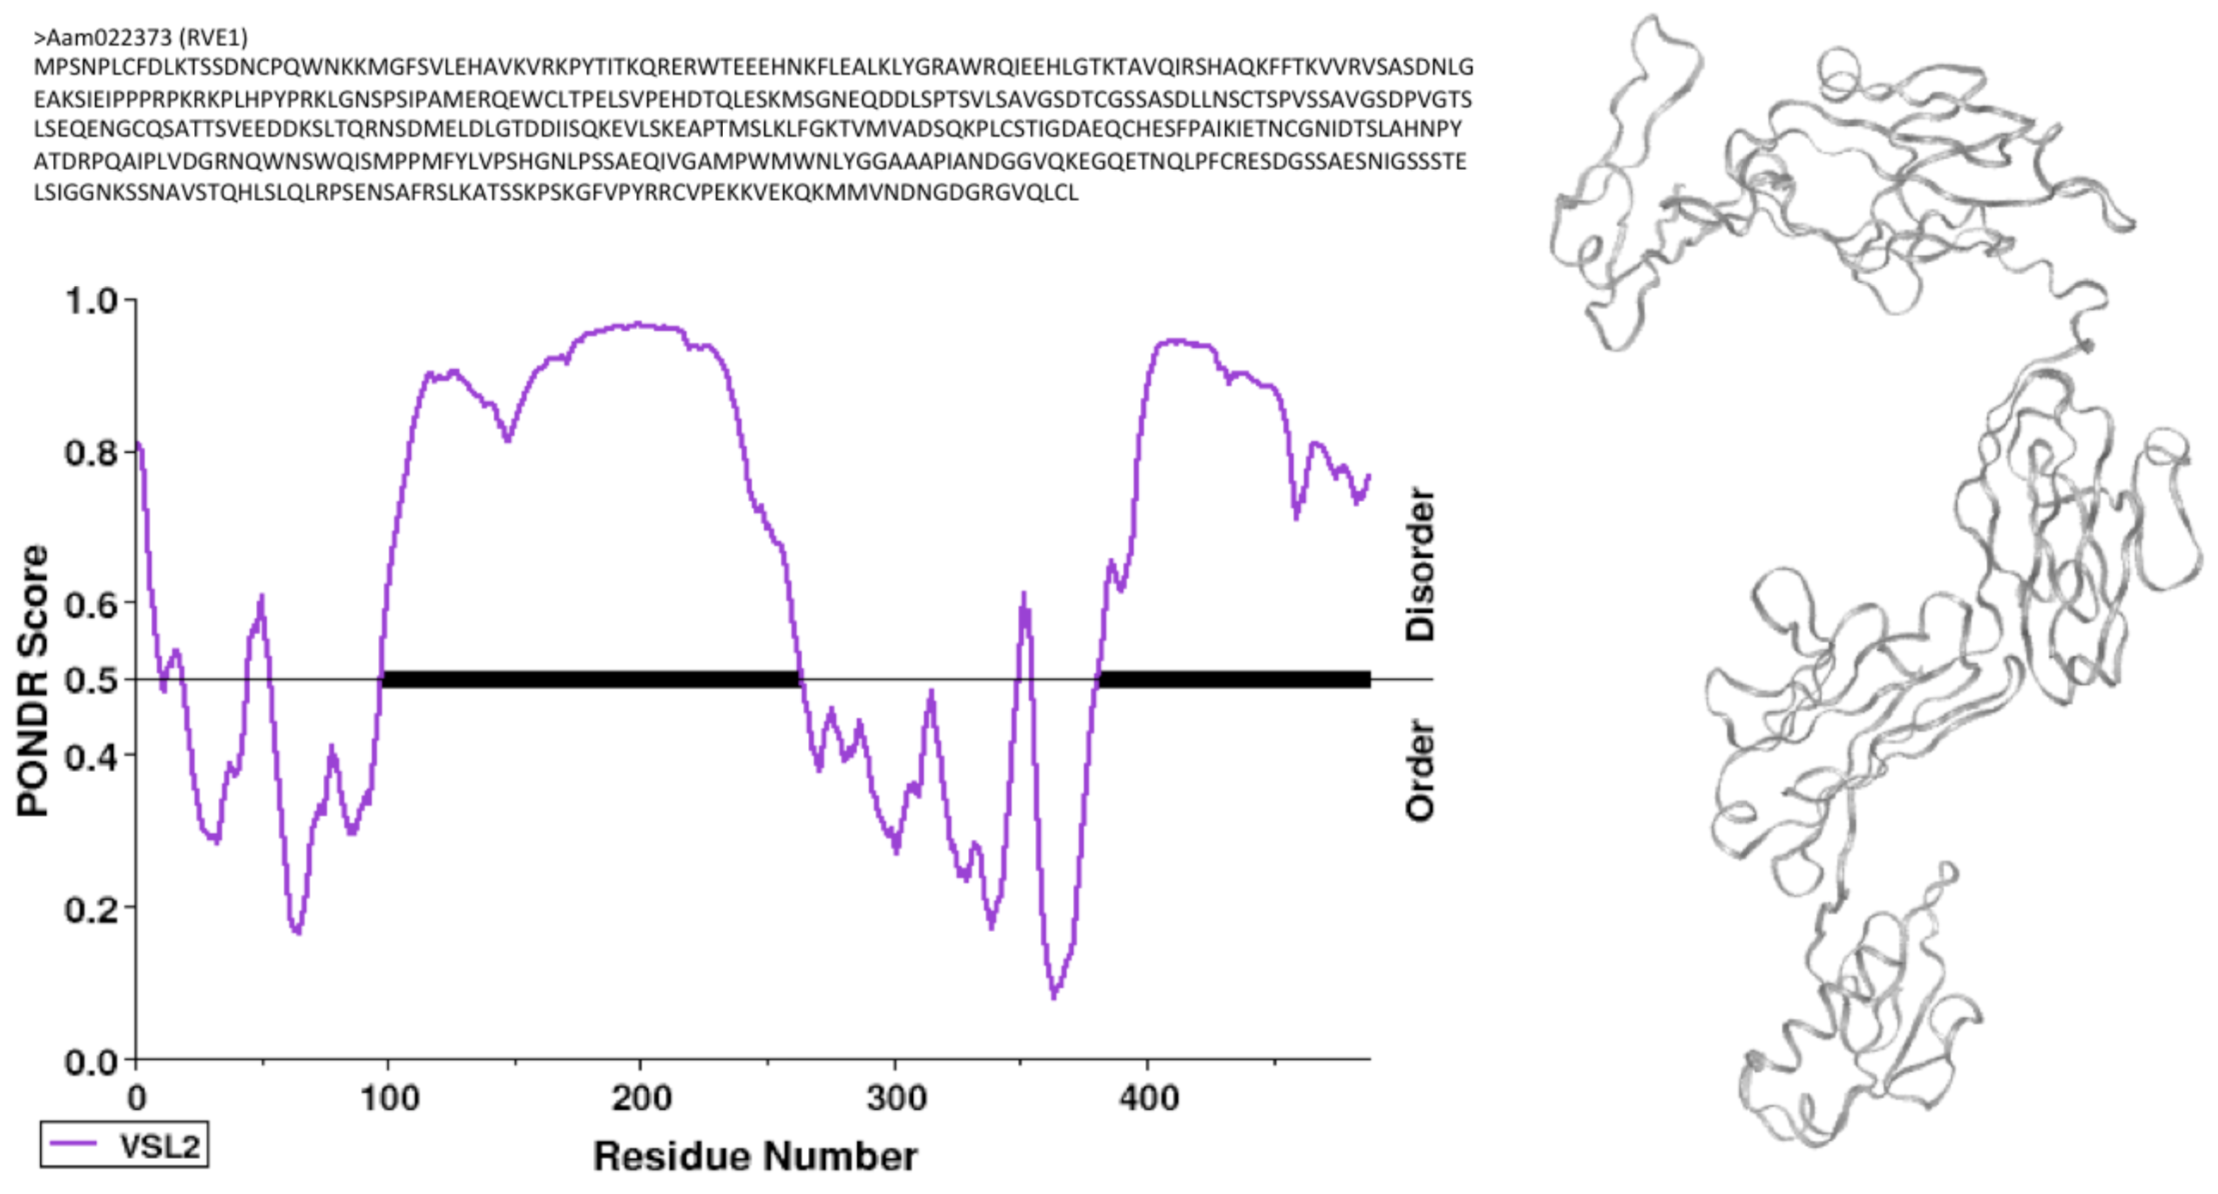 >Aam022373 (RVE1)
MPSNPLCFDLKTSSDNCPQWNKKMGFSVLEHAVKVRKPYTITKQRERWTEEEHNKFLEALKLYGRAWRQIEEHLGTKTAVQIRSHAQKFFTKVVRVSASDNLG
EAKSIEIPPPRPKRKPLHPYPRKLGNSPSIPAMERQEWCLTPELSVPEHDTQLESKMSGNEQDDLSPTSVLSAVGSDTCGSSASDLLNSCTSPVSSAVGSDPVGTS
LSEQENGCQSATTSVEEDDKSLTQRNSDMELDLGTDDIISQKEVLSKEAPTMSLKLFGKTVMVADSQKPLCSTIGDAEQCHESFPAIKIETNCGNIDTSLAHNPY
ATDRPQAIPLVDGRNQWNSWQISMPPMFYLVPSHGNLPSSAEQIVGAMPWMWNLYGGAAAPIANDGGVQKEGQETNQLPFCRESDGSSAESNIGSSSTE
LSIGGNKSSNAVSTQHLSLQLRPSENSAFRSLKATSSKPSKGFVPYRRCVPEKKVEKQKMMVNDNGDGRGVQLCL
1.0
0.8
0.6
0.5
0.4
0.2
0.0
PONDR Score
Disorder
Order
0 100 200 300 400
Residue Number
VSL2